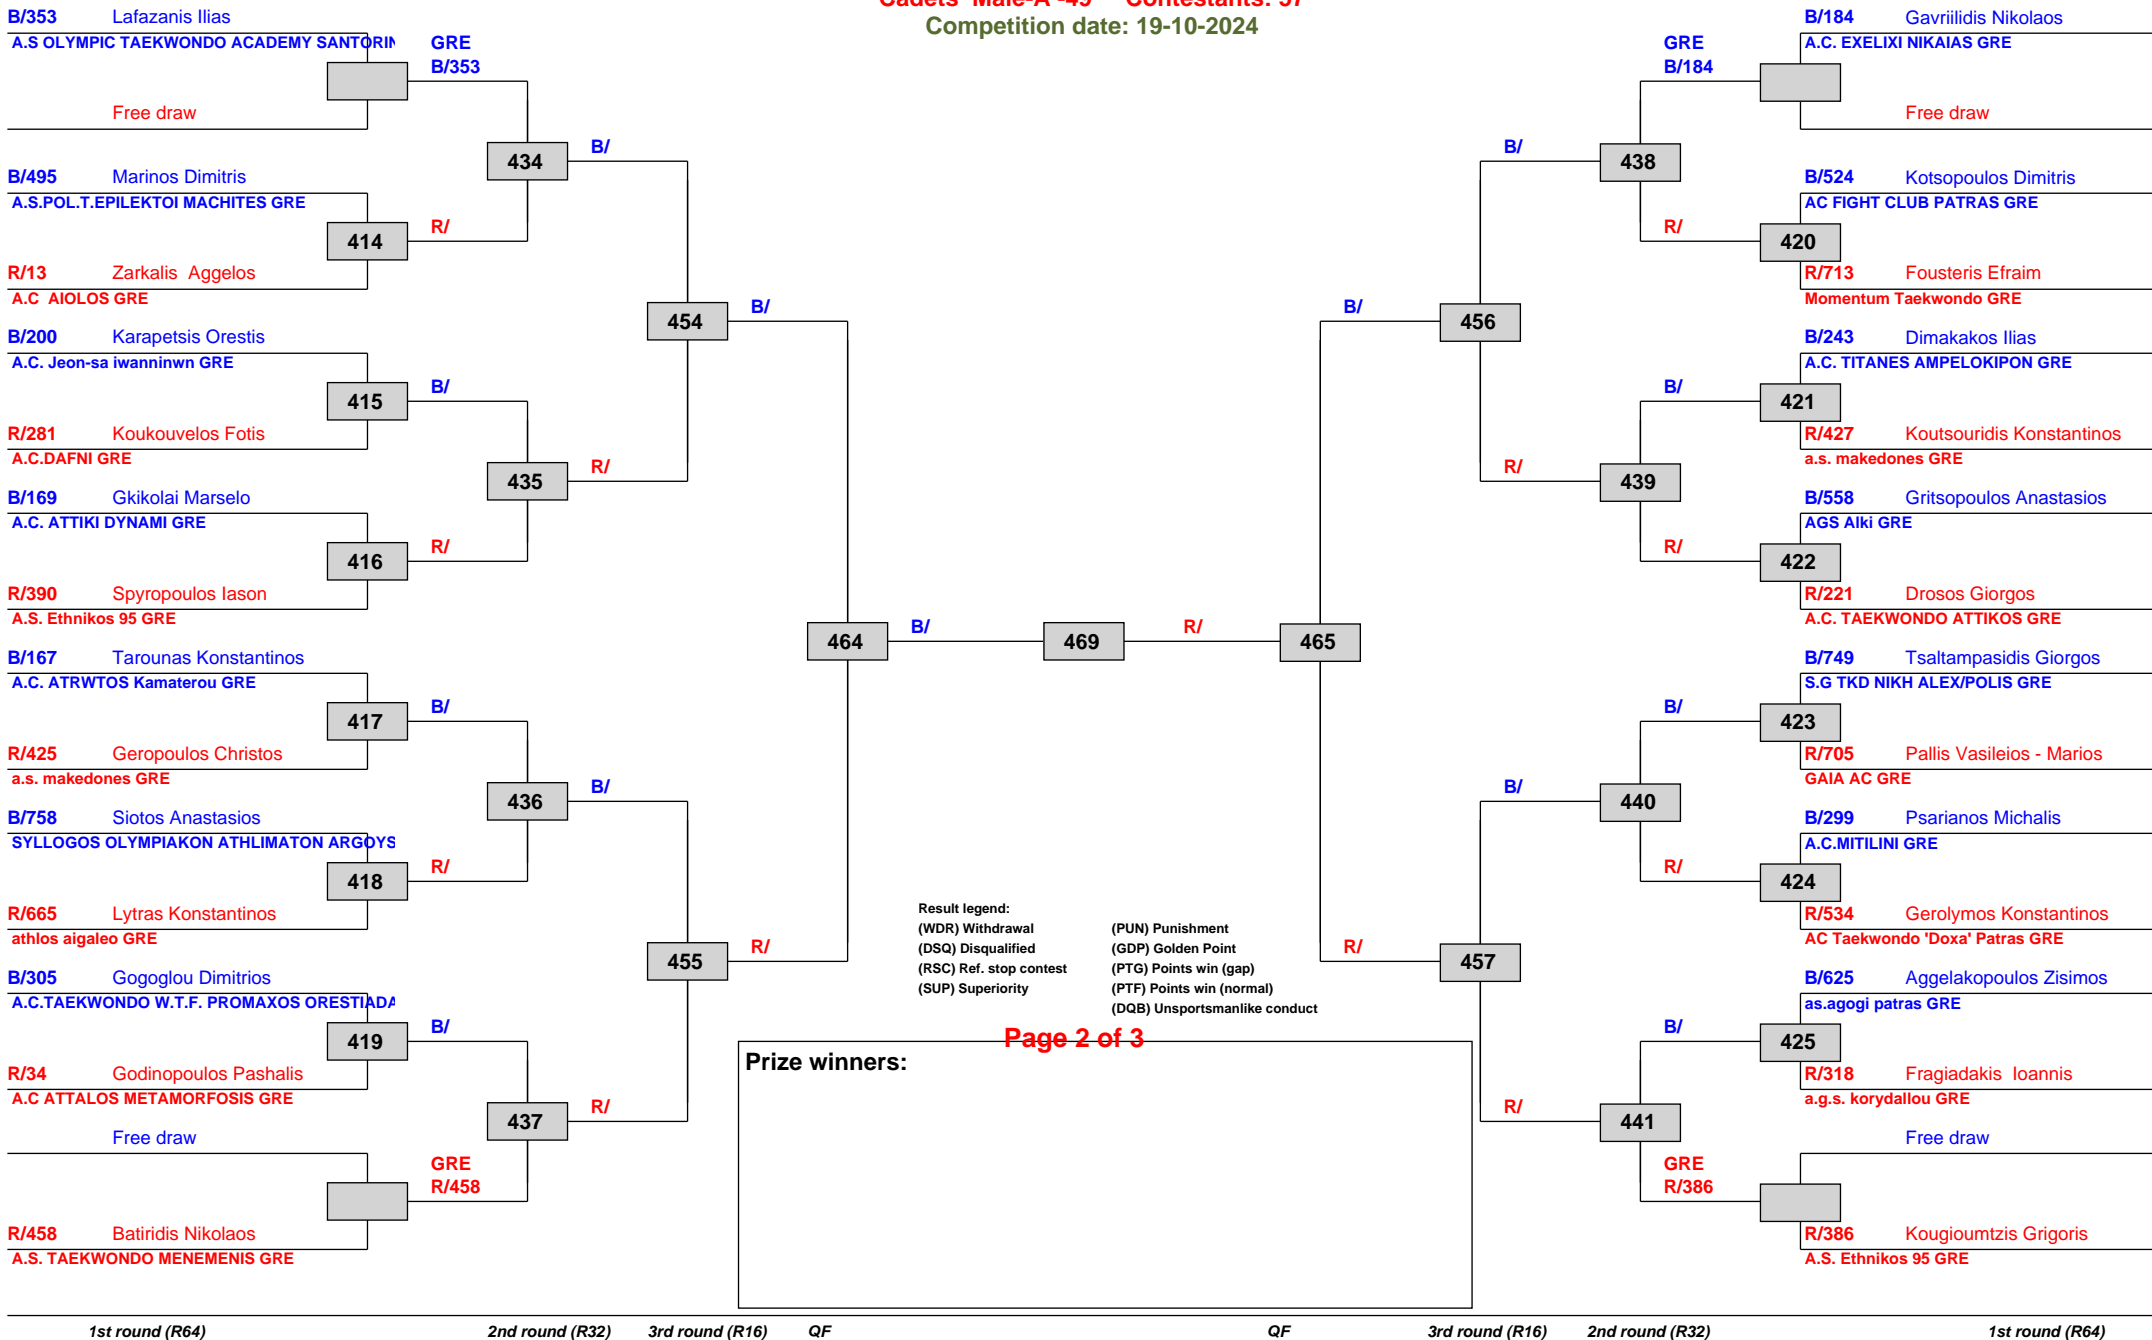 Cadets Male-A -49 Contestants: 57
Competition date: 19-10-2024
B/353 Lafazanis Ilias
A.S OLYMPIC TAEKWONDO ACADEMY SANTORIN
GRE
B/353
Free draw
434
B/
B/495 Marinos Dimitris
A.S.POL.T.EPILEKTOI MACHITES GRE
414
R/
R/13 Zarkalis Aggelos
A.C AIOLOS GRE
454
B/
B/200 Karapetsis Orestis
A.C. Jeon-sa iwanninwn GRE
415
B/
R/281 Koukouvelos Fotis
A.C.DAFNI GRE
435
R/
B/169 Gkikolai Marselo
A.C. ATTIKI DYNAMI GRE
416
R/
R/390 Spyropoulos Iason
A.S. Ethnikos 95 GRE
464
B/
469
R/
465
B/167 Tarounas Konstantinos
A.C. ATRWTOS Kamaterou GRE
417
B/
R/425 Geropoulos Christos
a.s. makedones GRE
436
B/
B/758 Siotos Anastasios
SYLLOGOS OLYMPIAKON ATHLIMATON ARGOYS
418
R/
R/665 Lytras Konstantinos
athlos aigaleo GRE
455
R/
B/305 Gogoglou Dimitrios
A.C.TAEKWONDO W.T.F. PROMAXOS ORESTIADA
419
B/
R/34 Godinopoulos Pashalis
A.C ATTALOS METAMORFOSIS GRE
437
R/
Free draw
GRE
R/458
R/458 Batiridis Nikolaos
A.S. TAEKWONDO MENEMENIS GRE
B/184 Gavriilidis Nikolaos
A.C. EXELIXI NIKAIAS GRE
GRE
B/184
Free draw
B/
438
B/524 Kotsopoulos Dimitris
AC FIGHT CLUB PATRAS GRE
R/
420
R/713 Fousteris Efraim
Momentum Taekwondo GRE
B/
456
B/243 Dimakakos Ilias
A.C. TITANES AMPELOKIPON GRE
B/
421
R/427 Koutsouridis Konstantinos
a.s. makedones GRE
R/
439
B/558 Gritsopoulos Anastasios
AGS Alki GRE
R/
422
R/221 Drosos Giorgos
A.C. TAEKWONDO ATTIKOS GRE
B/749 Tsaltampasidis Giorgos
S.G TKD NIKH ALEX/POLIS GRE
B/
423
R/705 Pallis Vasileios - Marios
GAIA AC GRE
B/
440
B/299 Psarianos Michalis
A.C.MITILINI GRE
R/
424
R/534 Gerolymos Konstantinos
AC Taekwondo 'Doxa' Patras GRE
R/
457
B/625 Aggelakopoulos Zisimos
as.agogi patras GRE
B/
425
R/318 Fragiadakis Ioannis
a.g.s. korydallou GRE
R/
441
Free draw
GRE
R/386
R/386 Kougioumtzis Grigoris
A.S. Ethnikos 95 GRE
Result legend:
(WDR) Withdrawal (PUN) Punishment
(DSQ) Disqualified (GDP) Golden Point
(RSC) Ref. stop contest (PTG) Points win (gap)
(SUP) Superiority (PTF) Points win (normal)
(DQB) Unsportsmanlike conduct
Page 2 of 3
Prize winners:
1st round (R64) 2nd round (R32) 3rd round (R16) QF QF 3rd round (R16) 2nd round (R32) 1st round (R64)